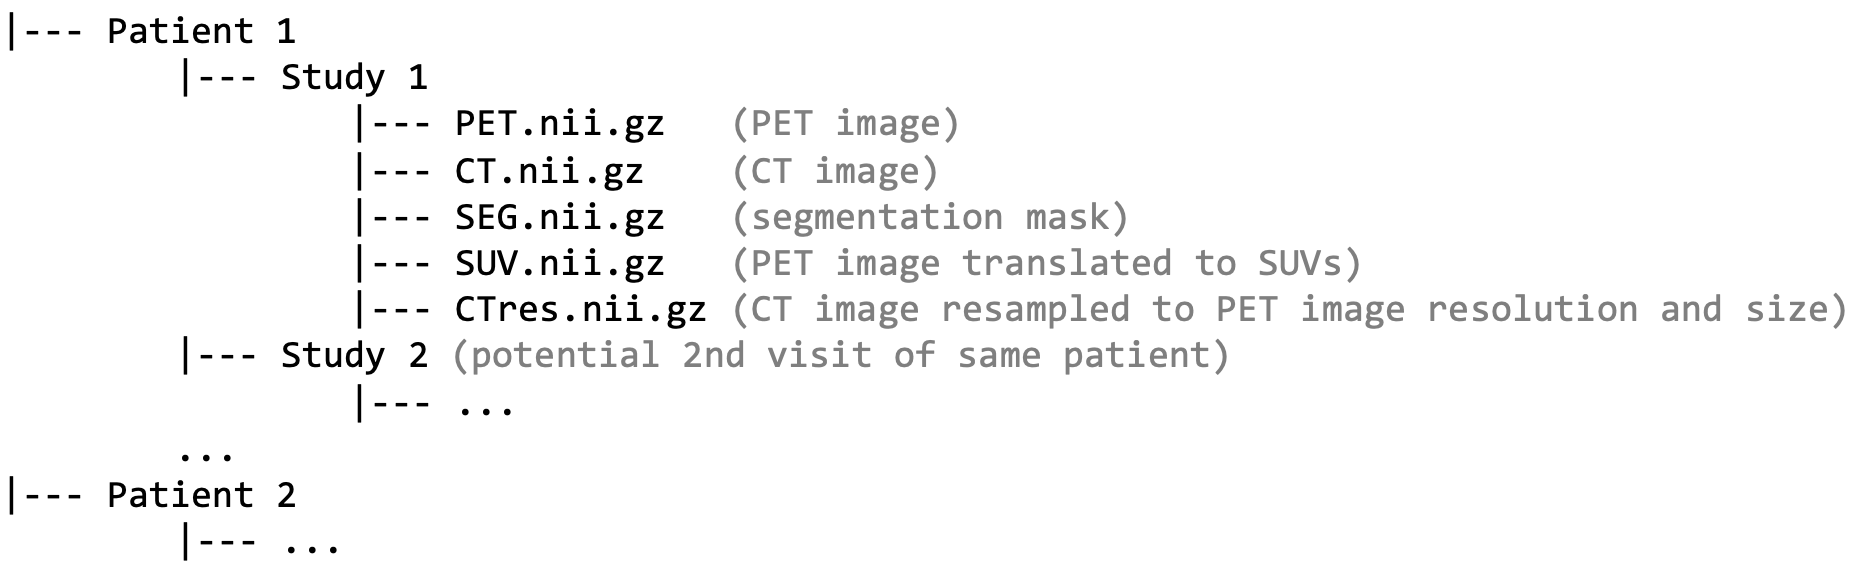 |--- Patient 1
|--- Study 1
|--- PET.nii.gz (PET image)
|--- CT.nii.gz (CT image)
|--- SEG.nii.gz (segmentation mask)
|--- SUV.nii.gz (PET image translated to SUVs)
|--- CTres.nii.gz (CT image resampled to PET image resolution and size)
|--- Study 2 (potential 2nd visit of same patient)
|--- ...
...
|--- Patient 2
|--- ...